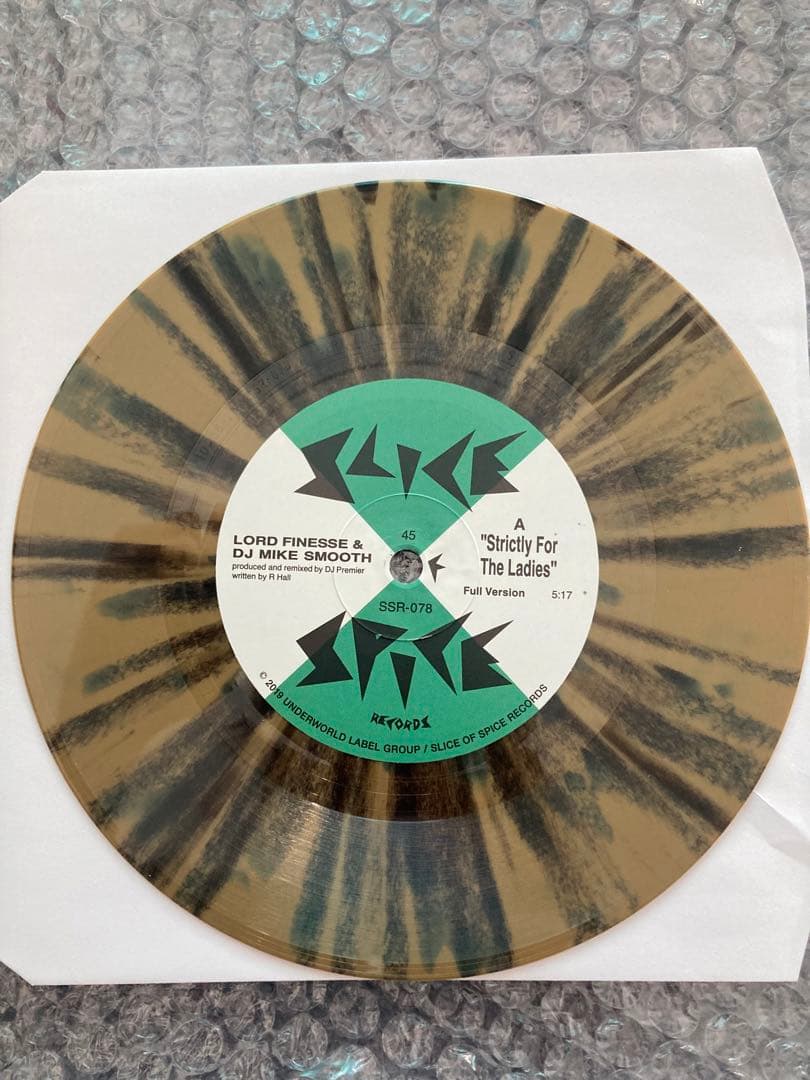 SLICE
OF
SPICE
RECORDS
LORD FINESSE &
DJ MIKE SMOOTH
produced and remixed by DJ Premier
written by R Hall
45
SSR-078
A
"Strictly For
The Ladies"
Full Version 5:17
© 2019 UNDERWORLD LABEL GROUP / SLICE OF SPICE RECORDS